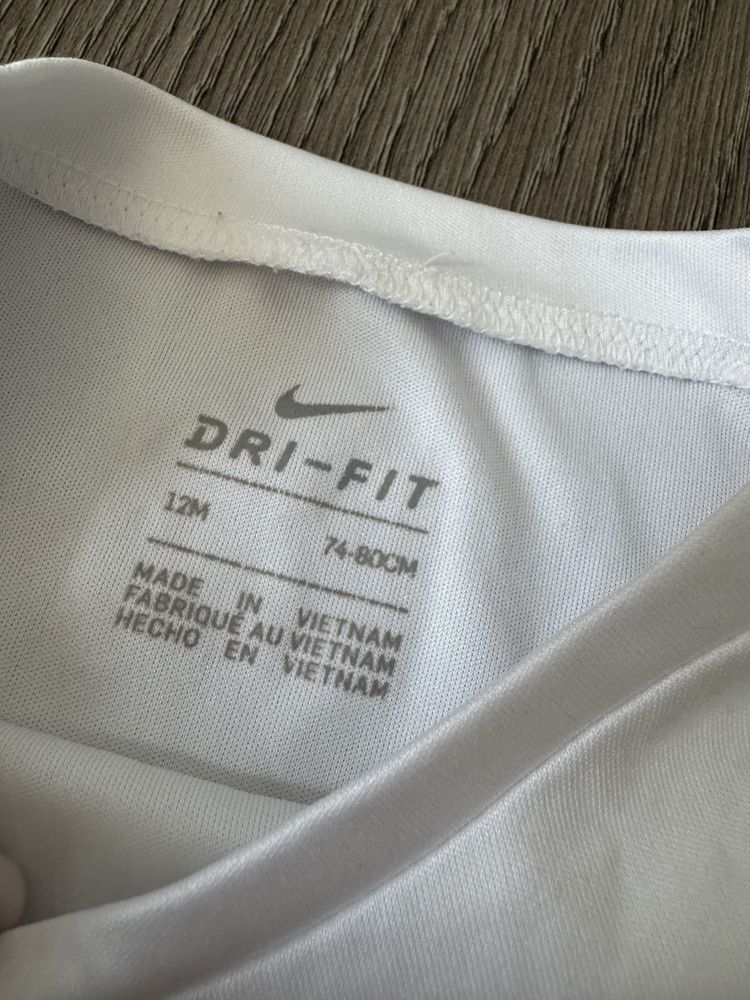 DRI-FIT
12M 74-80CM
MADE IN VIETNAM
FABRIQUÉ AU VIETNAM
HECHO EN VIETNAM